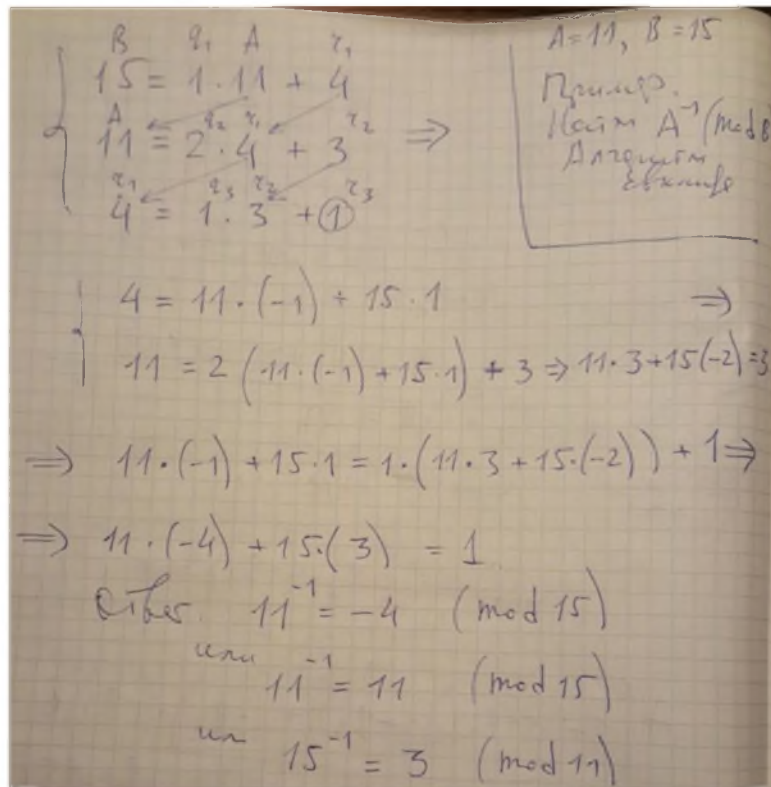 A = 11, B = 15
Пример.
Найти A⁻¹ (mod B
Алгоритм
Евклида
B q₁ A r₁
15 = 1 · 11 + 4
A q₂ r₁ r₂
11 = 2 · 4 + 3 ⇒
r₁ q₃ r₂ r₃
4 = 1 · 3 + 1
4 = 11 · (-1) + 15 · 1 ⇒
11 = 2 (11 · (-1) + 15 · 1) + 3 ⇒ 11 · 3 + 15 (-2) = 3
⇒ 11 · (-1) + 15 · 1 = 1 · (11 · 3 + 15 · (-2)) + 1 ⇒
⇒ 11 · (-4) + 15 · (3) = 1
Ответ. 11⁻¹ = -4 (mod 15)
или 11⁻¹ = 11 (mod 15)
или 15⁻¹ = 3 (mod 11)